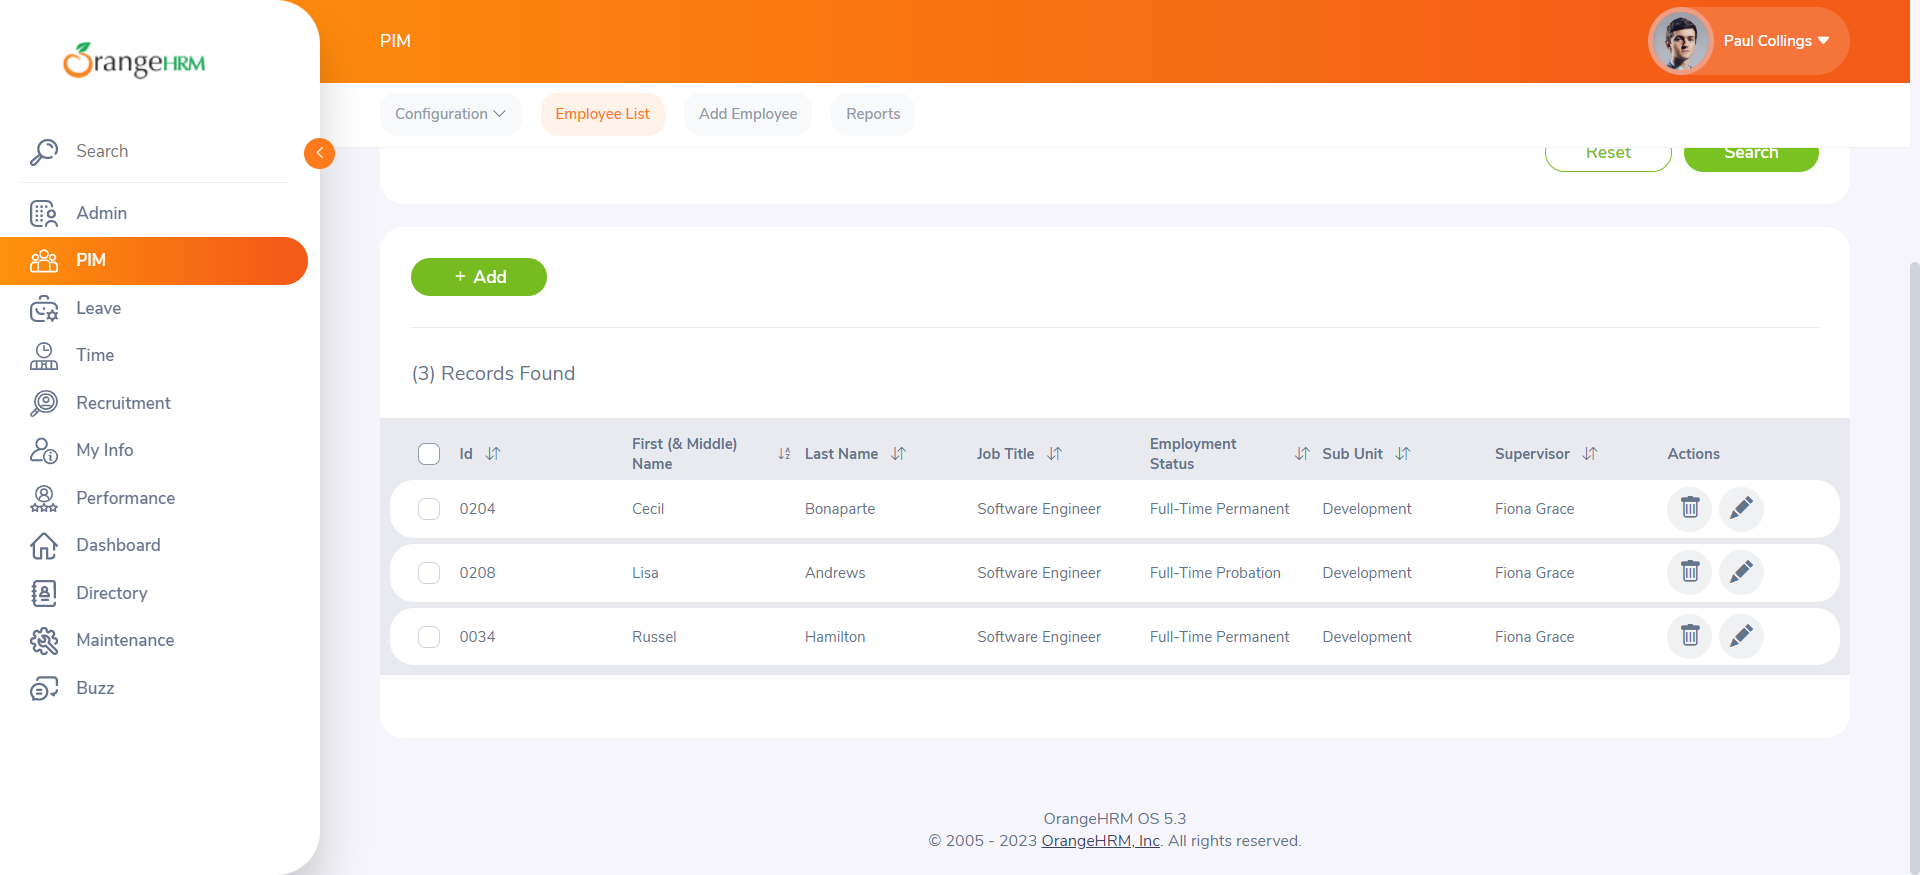 OrangeHRM
PIM
Paul Collings
Configuration
Employee List
Add Employee
Reports
Search
Reset
Search
Admin
PIM
Leave
Time
Recruitment
My Info
Performance
Dashboard
Directory
Maintenance
Buzz
+ Add
(3) Records Found
Id First (& Middle) Name Last Name Job Title Employment Status Sub Unit Supervisor Actions
0204 Cecil Bonaparte Software Engineer Full-Time Permanent Development Fiona Grace
0208 Lisa Andrews Software Engineer Full-Time Probation Development Fiona Grace
0034 Russel Hamilton Software Engineer Full-Time Permanent Development Fiona Grace
OrangeHRM OS 5.3
© 2005 - 2023 OrangeHRM, Inc. All rights reserved.